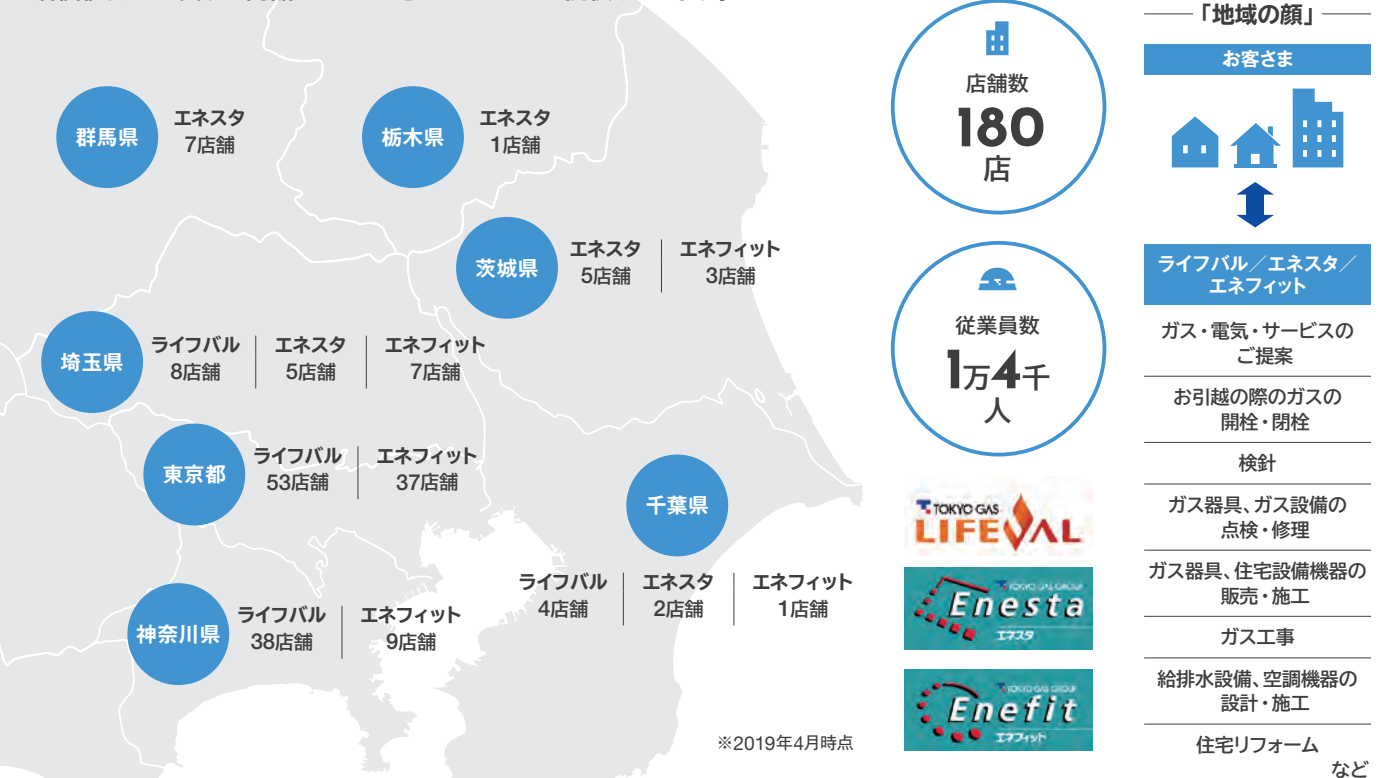 群馬県
エネスタ
7店舗
栃木県
エネスタ
1店舗
茨城県
エネスタ
5店舗
エネフィット
3店舗
埼玉県
ライフバル
8店舗
エネスタ
5店舗
エネフィット
7店舗
東京都
ライフバル
53店舗
エネフィット
37店舗
千葉県
ライフバル
4店舗
エネスタ
2店舗
エネフィット
1店舗
神奈川県
ライフバル
38店舗
エネフィット
9店舗
※2019年4月時点
店舗数
180
店
従業員数
1万4千
人
TOKYO GAS
LIFEVAL
TOKYO GAS GROUP
Enesta
エネスタ
TOKYO GAS GROUP
Enefit
エネフィット
「地域の顔」
お客さま
ライフバル／エネスタ／
エネフィット
ガス・電気・サービスの
ご提案
お引越の際のガスの
開栓・閉栓
検針
ガス器具、ガス設備の
点検・修理
ガス器具、住宅設備機器の
販売・施工
ガス工事
給排水設備、空調機器の
設計・施工
住宅リフォーム
など